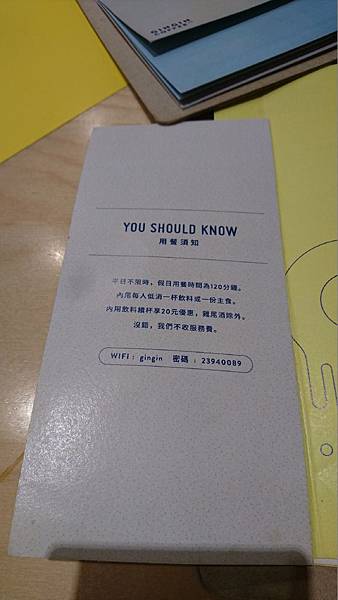 GINGIN
COFFEE
YOU SHOULD KNOW
用餐須知
平日不限時，假日用餐時間為120分鐘。
內用每人低消一杯飲料或一份主食。
內用飲料續杯享20元優惠，雞尾酒除外。
沒錯，我們不收服務費。
WIFI : gingin 密碼 : 23940089